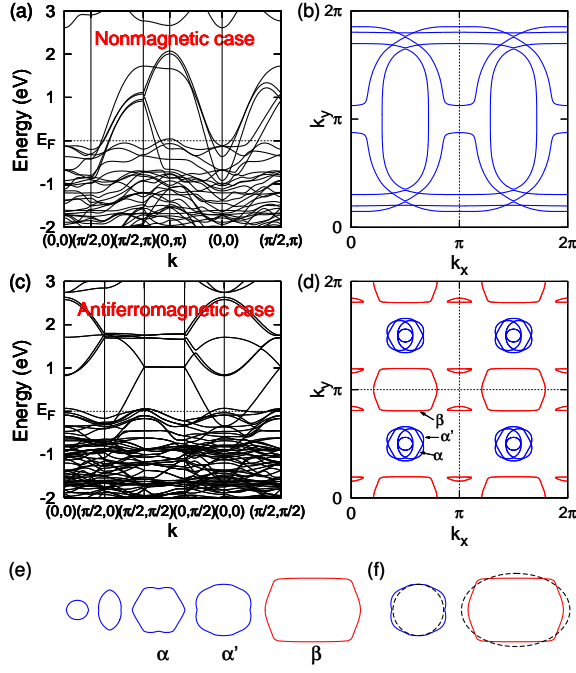 (a)
Nonmagnetic case
Energy (eV)
3
2
1
E_F
-1
-2
(0,0)(π/2,0)(π/2,π)(0,π) (0,0) (π/2,π)
k
(b)
2π
k_y π
0
0 π 2π
k_x
(c)
Antiferromagnetic case
Energy (eV)
3
2
1
E_F
-1
-2
(0,0)(π/2,0)(π/2,π/2)(0,π/2)(0,0) (π/2,π/2)
k
(d)
2π
k_y π
0
β
α'
α
0 π 2π
k_x
(e)
α α' β
(f)